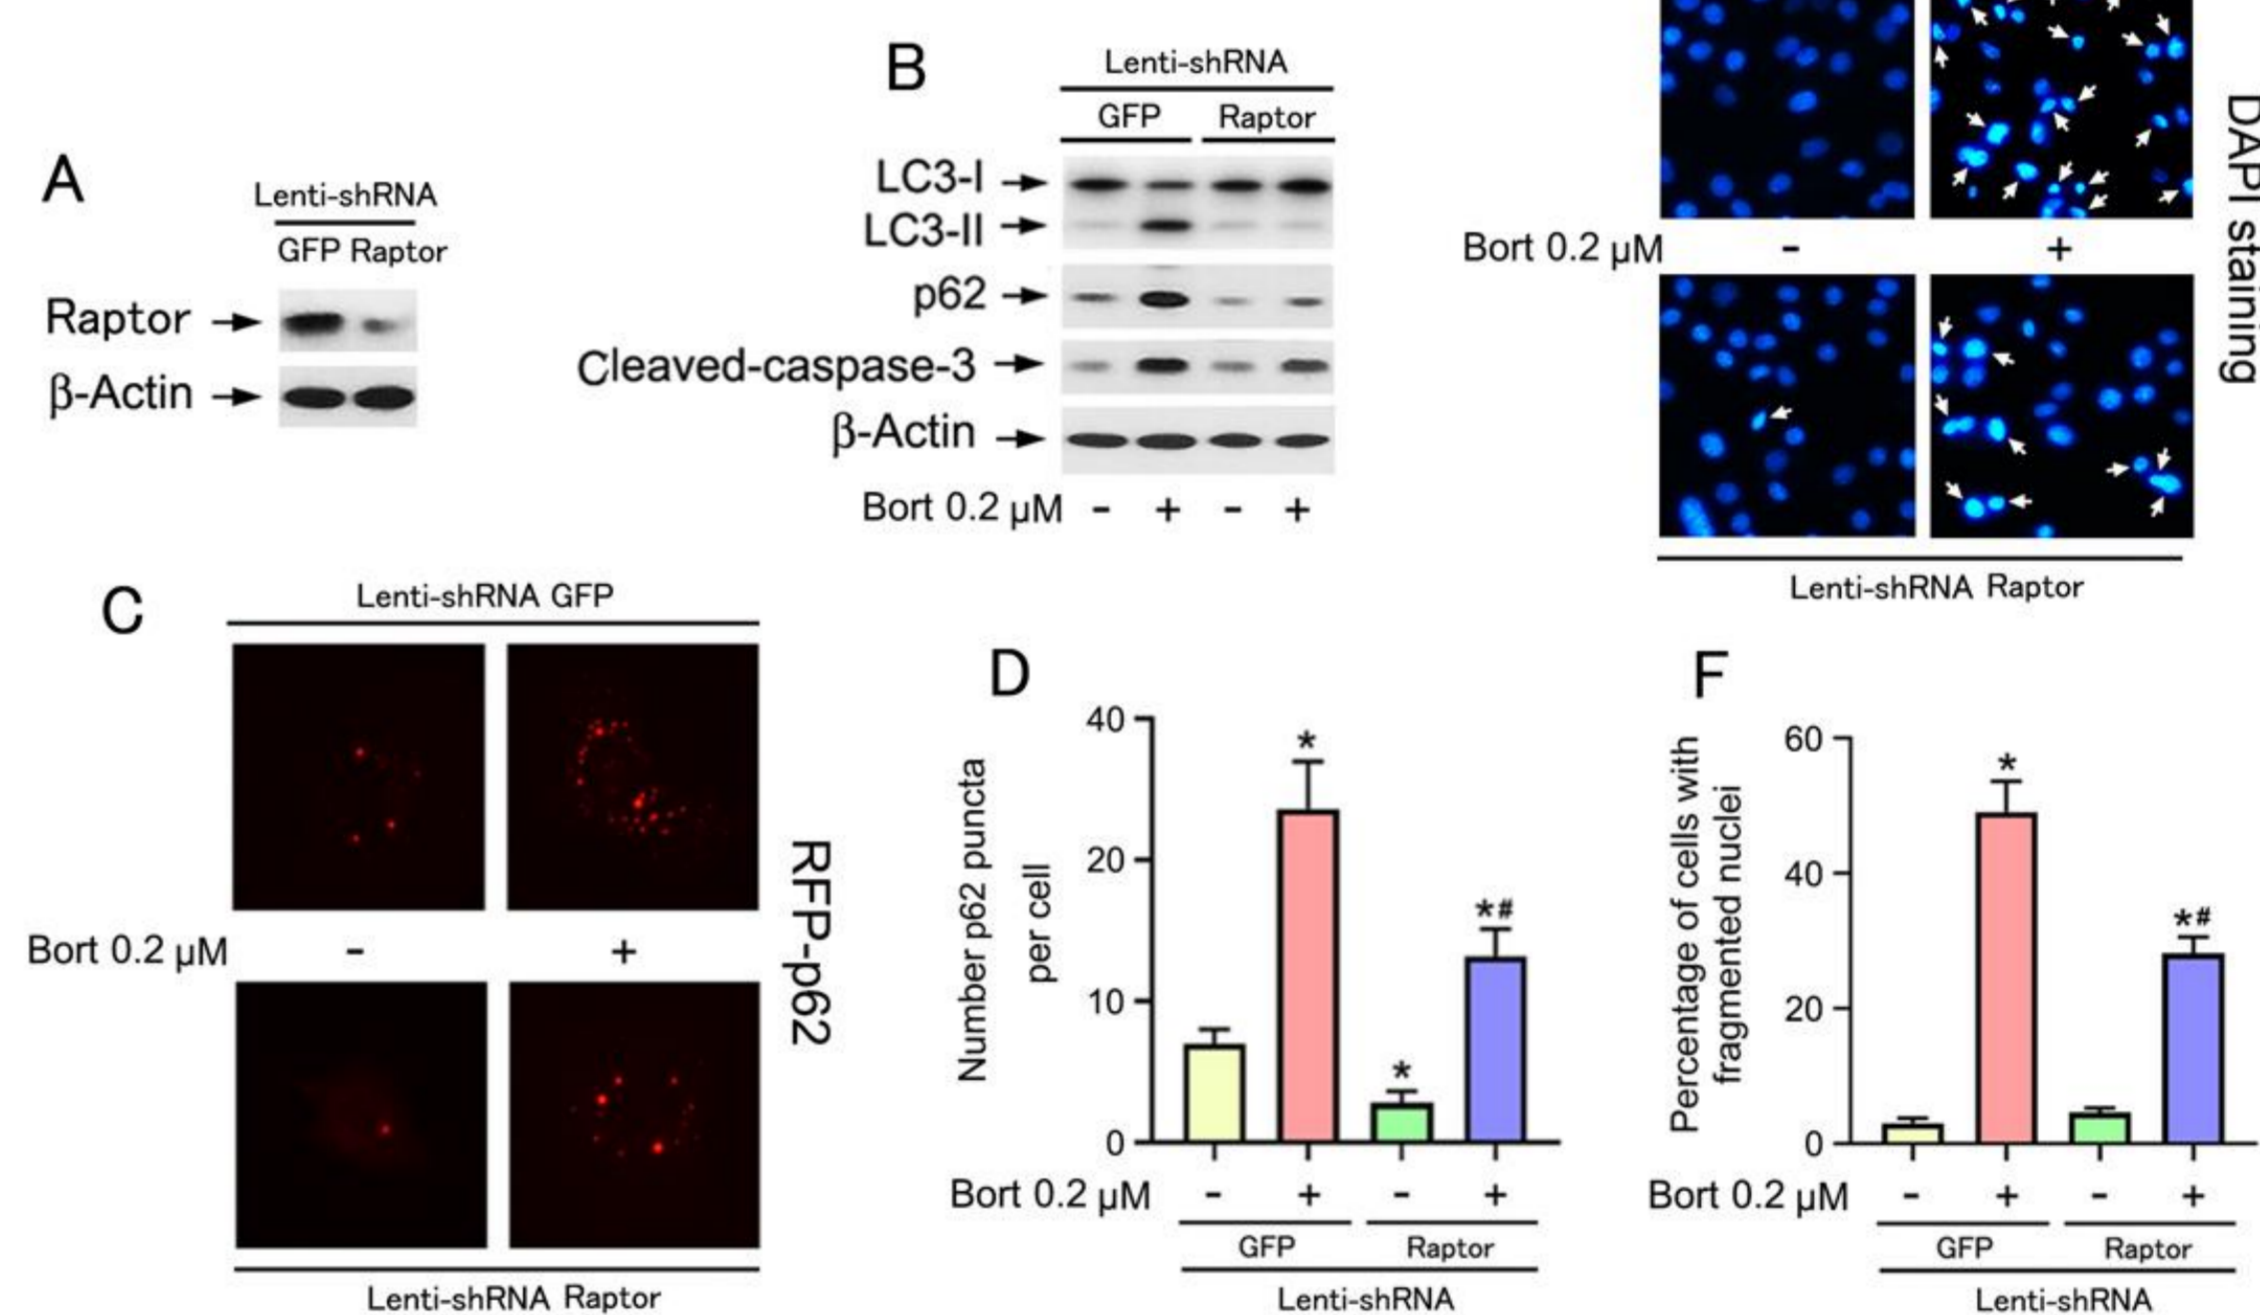 A
Lenti-shRNA
GFP Raptor
Raptor
β-Actin
B
Lenti-shRNA
GFP Raptor
LC3-I
LC3-II
p62
Cleaved-caspase-3
β-Actin
Bort 0.2 μM - + - +
Bort 0.2 μM - +
DAPI staining
Lenti-shRNA Raptor
C
Lenti-shRNA GFP
Bort 0.2 μM - +
RFP-p62
Lenti-shRNA Raptor
D
Number p62 puncta
per cell
40
20
10
0
*
*
*#
Bort 0.2 μM - + - +
GFP Raptor
Lenti-shRNA
F
Percentage of cells with
fragmented nuclei
60
40
20
0
*
*#
Bort 0.2 μM - + - +
GFP Raptor
Lenti-shRNA